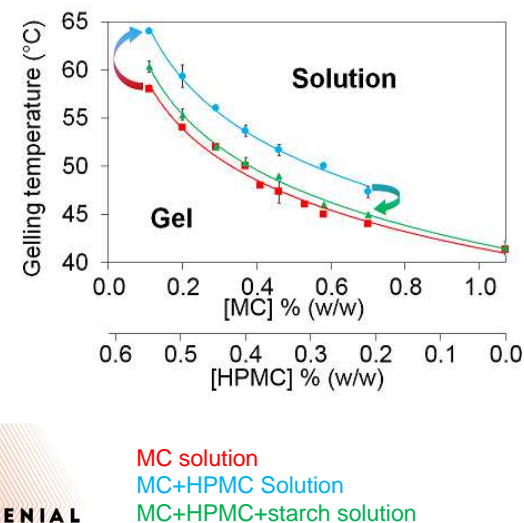 65
60
55
50
45
40
Gelling temperature (°C)
Solution
Gel
0.0 0.2 0.4 0.6 0.8 1.0
[MC] % (w/w)
0.6 0.5 0.4 0.3 0.2 0.1 0.0
[HPMC] % (w/w)
MC solution
MC+HPMC Solution
ENIAL MC+HPMC+starch solution